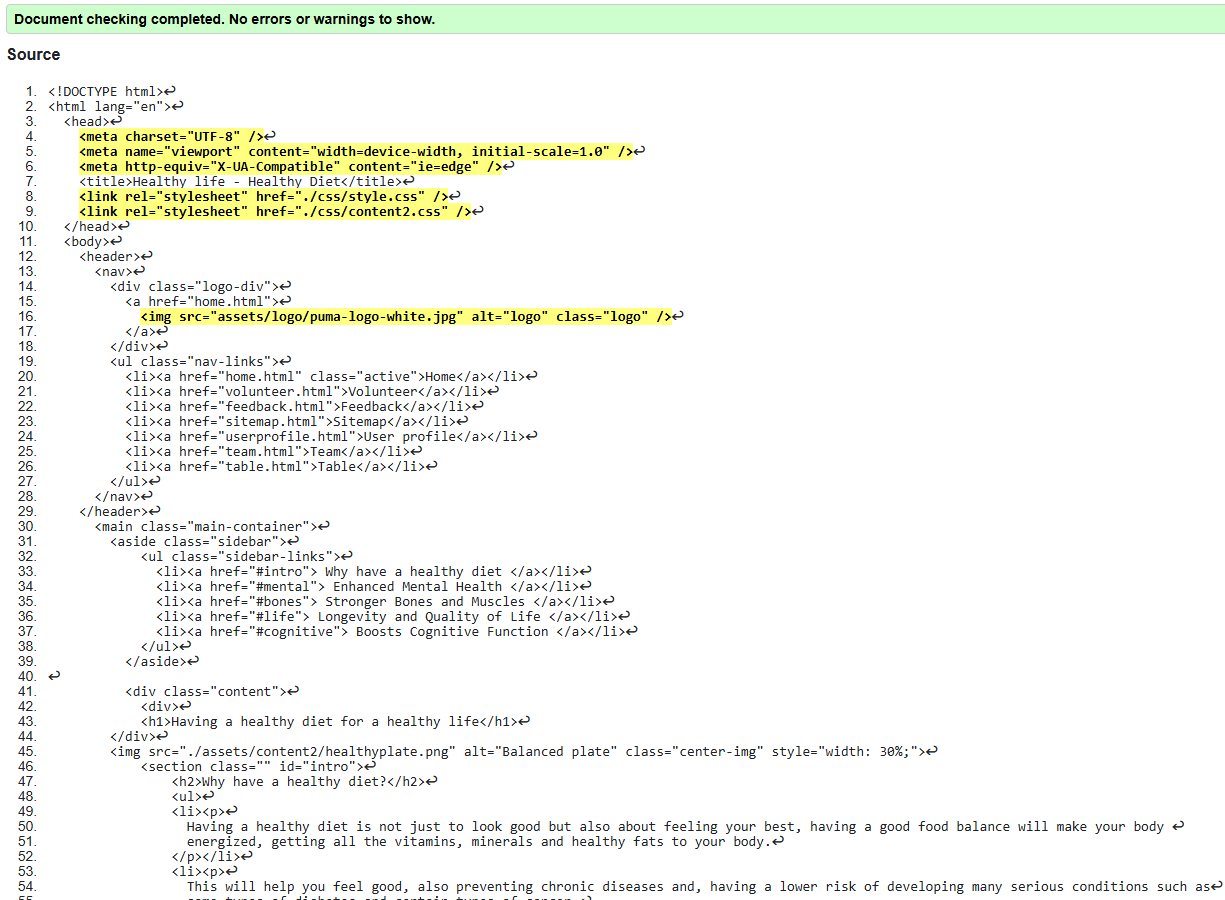 Document checking completed. No errors or warnings to show.
Source
1. <!DOCTYPE html>↩
2. <html lang="en">↩
3. <head>↩
4. <meta charset="UTF-8" />↩
5. <meta name="viewport" content="width=device-width, initial-scale=1.0" />↩
6. <meta http-equiv="X-UA-Compatible" content="ie=edge" />↩
7. <title>Healthy life - Healthy Diet</title>↩
8. <link rel="stylesheet" href="./css/style.css" />↩
9. <link rel="stylesheet" href="./css/content2.css" />↩
10. </head>↩
11. <body>↩
12. <header>↩
13. <nav>↩
14. <div class="logo-div">↩
15. <a href="home.html">↩
16. <img src="assets/logo/puma-logo-white.jpg" alt="logo" class="logo" />↩
17. </a>↩
18. </div>↩
19. <ul class="nav-links">↩
20. <li><a href="home.html" class="active">Home</a></li>↩
21. <li><a href="volunteer.html">Volunteer</a></li>↩
22. <li><a href="feedback.html">Feedback</a></li>↩
23. <li><a href="sitemap.html">Sitemap</a></li>↩
24. <li><a href="userprofile.html">User profile</a></li>↩
25. <li><a href="team.html">Team</a></li>↩
26. <li><a href="table.html">Table</a></li>↩
27. </ul>↩
28. </nav>↩
29. </header>↩
30. <main class="main-container">↩
31. <aside class="sidebar">↩
32. <ul class="sidebar-links">↩
33. <li><a href="#intro"> Why have a healthy diet </a></li>↩
34. <li><a href="#mental"> Enhanced Mental Health </a></li>↩
35. <li><a href="#bones"> Stronger Bones and Muscles </a></li>↩
36. <li><a href="#life"> Longevity and Quality of Life </a></li>↩
37. <li><a href="#cognitive"> Boosts Cognitive Function </a></li>↩
38. </ul>↩
39. </aside>↩
40. ↩
41. <div class="content">↩
42. <div>↩
43. <h1>Having a healthy diet for a healthy life</h1>↩
44. </div>↩
45. <img src="./assets/content2/healthyplate.png" alt="Balanced plate" class="center-img" style="width: 30%;">↩
46. <section class="" id="intro">↩
47. <h2>Why have a healthy diet?</h2>↩
48. <ul>↩
49. <li><p>↩
50. Having a healthy diet is not just to look good but also about feeling your best, having a good food balance will make your body ↩
51. energized, getting all the vitamins, minerals and healthy fats to your body.↩
52. </p></li>↩
53. <li><p>↩
54. This will help you feel good, also preventing chronic diseases and, having a lower risk of developing many serious conditions such as↩